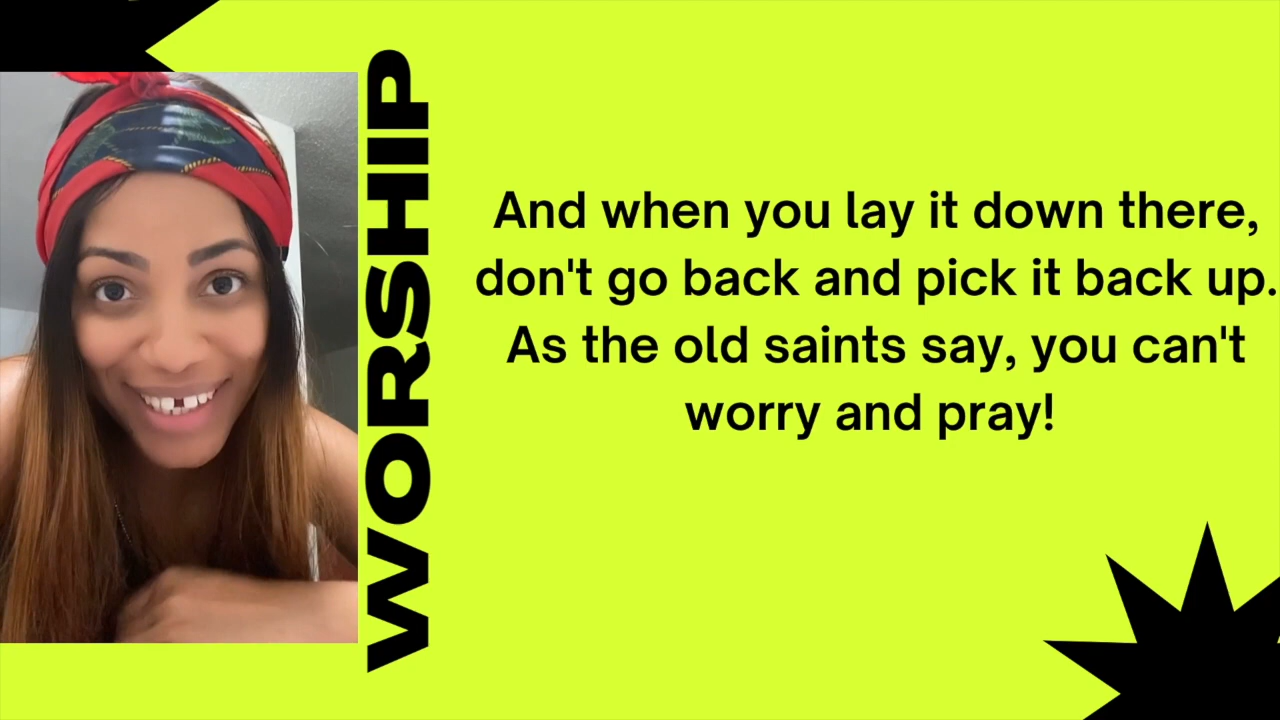 WORSHIP
And when you lay it down there,
don't go back and pick it back up.
As the old saints say, you can't
worry and pray!